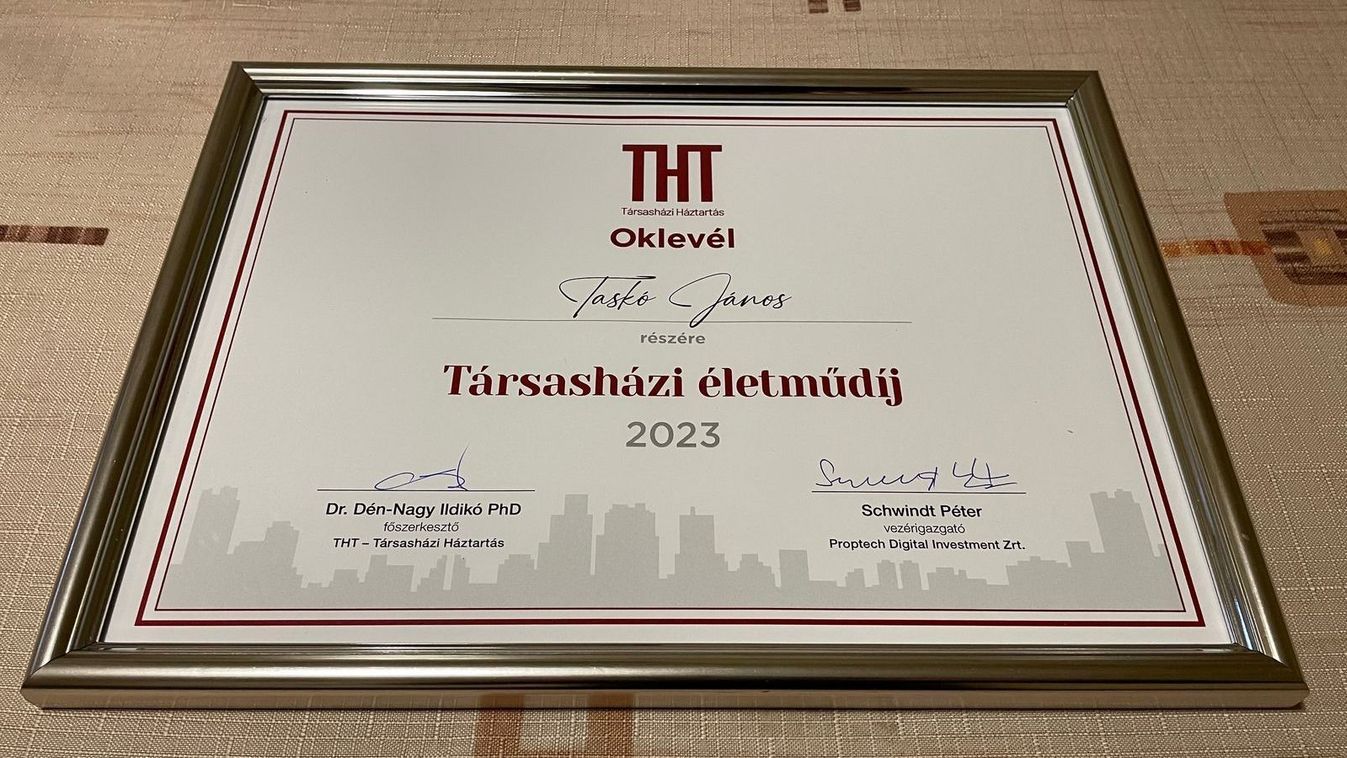 THT
Társasházi Háztartás
Oklevél
Taskó János
részére
Társasházi életműdíj
2023
Dr. Dén-Nagy Ildikó PhD
főszerkesztő
THT – Társasházi Háztartás
Schwindt Péter
vezérigazgató
Proptech Digital Investment Zrt.